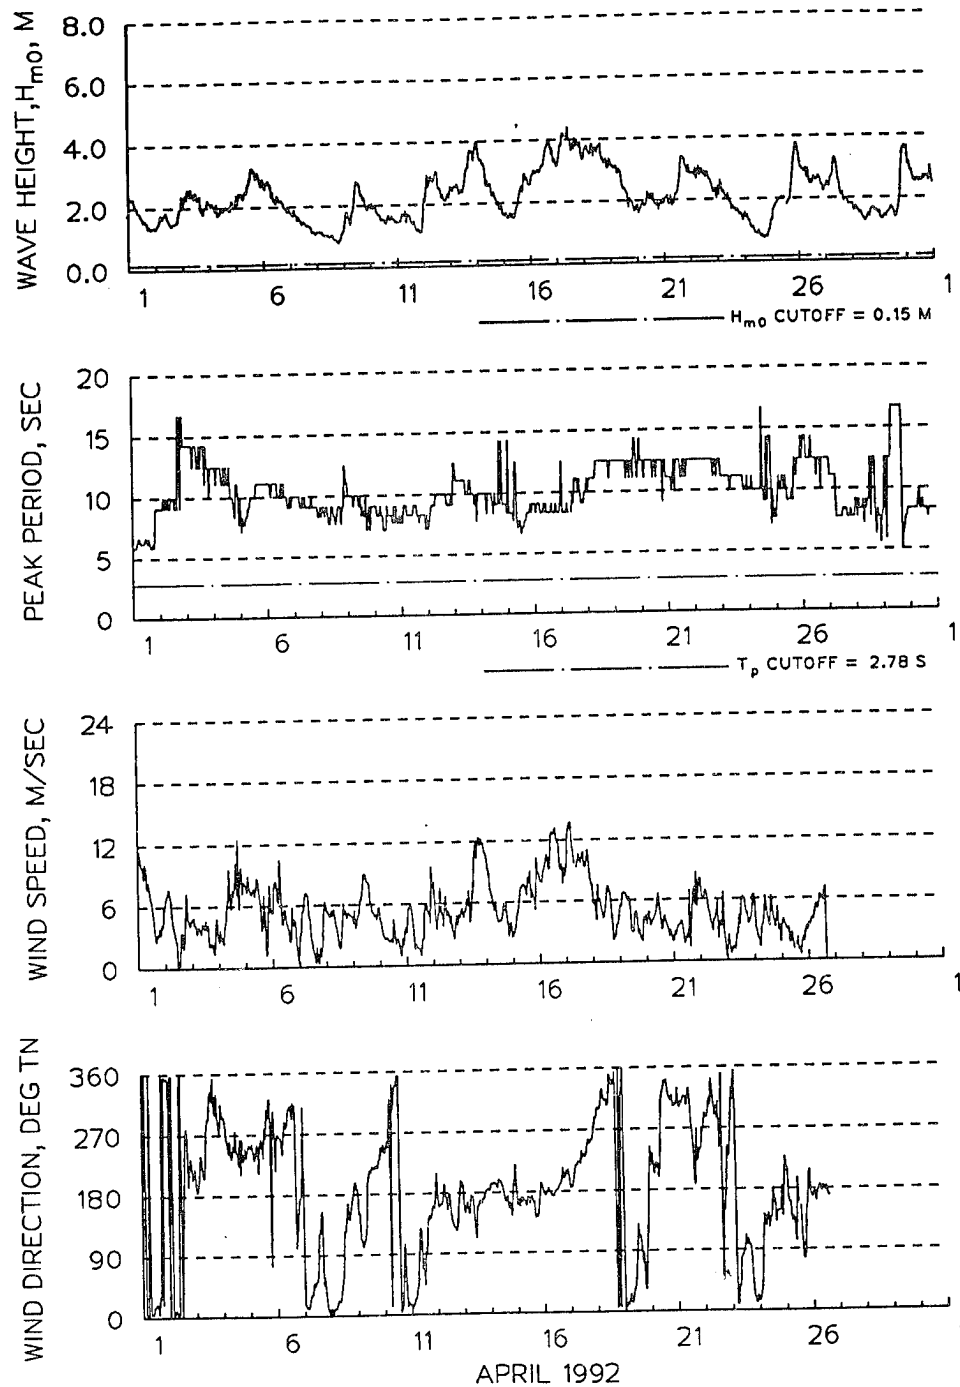 WAVE HEIGHT, Hm0, M
8.0
6.0
4.0
2.0
0.0
1 6 11 16 21 26 1
Hm0 CUTOFF = 0.15 M
PEAK PERIOD, SEC
20
15
10
5
0
1 6 11 16 21 26 1
Tp CUTOFF = 2.78 S
WIND SPEED, M/SEC
24
18
12
6
0
1 6 11 16 21 26 1
WIND DIRECTION, DEG TN
360
270
180
90
0
1 6 11 16 21 26
APRIL 1992